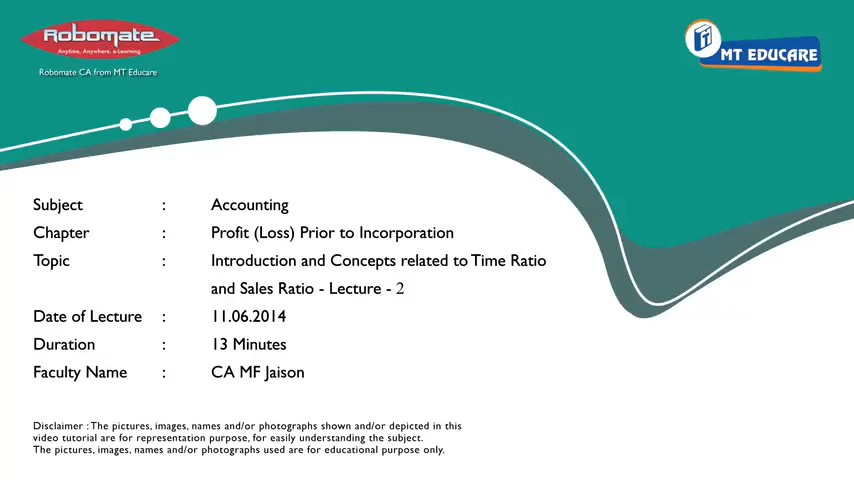 ROBOMATE
Anytime, Anywhere, e-Learning
Robomate CA from MT Educare
MT EDUCARE
Subject : Accounting
Chapter : Profit (Loss) Prior to Incorporation
Topic : Introduction and Concepts related to Time Ratio
and Sales Ratio - Lecture - 2
Date of Lecture : 11.06.2014
Duration : 13 Minutes
Faculty Name : CA MF Jaison
Disclaimer : The pictures, images, names and/or photographs shown and/or depicted in this
video tutorial are for representation purpose, for easily understanding the subject.
The pictures, images, names and/or photographs used are for educational purpose only.